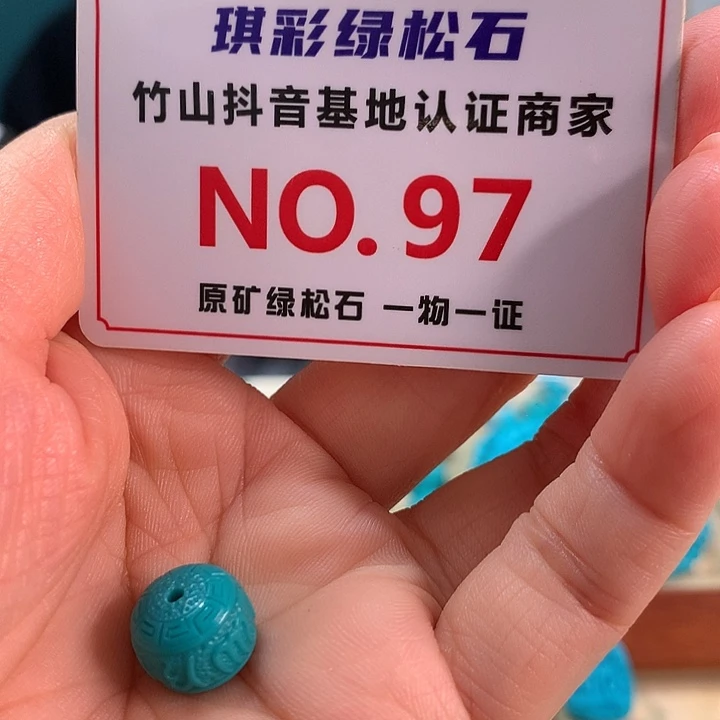 琪彩绿松石
竹山抖音基地认证商家
NO.97
原矿绿松石 一物一证